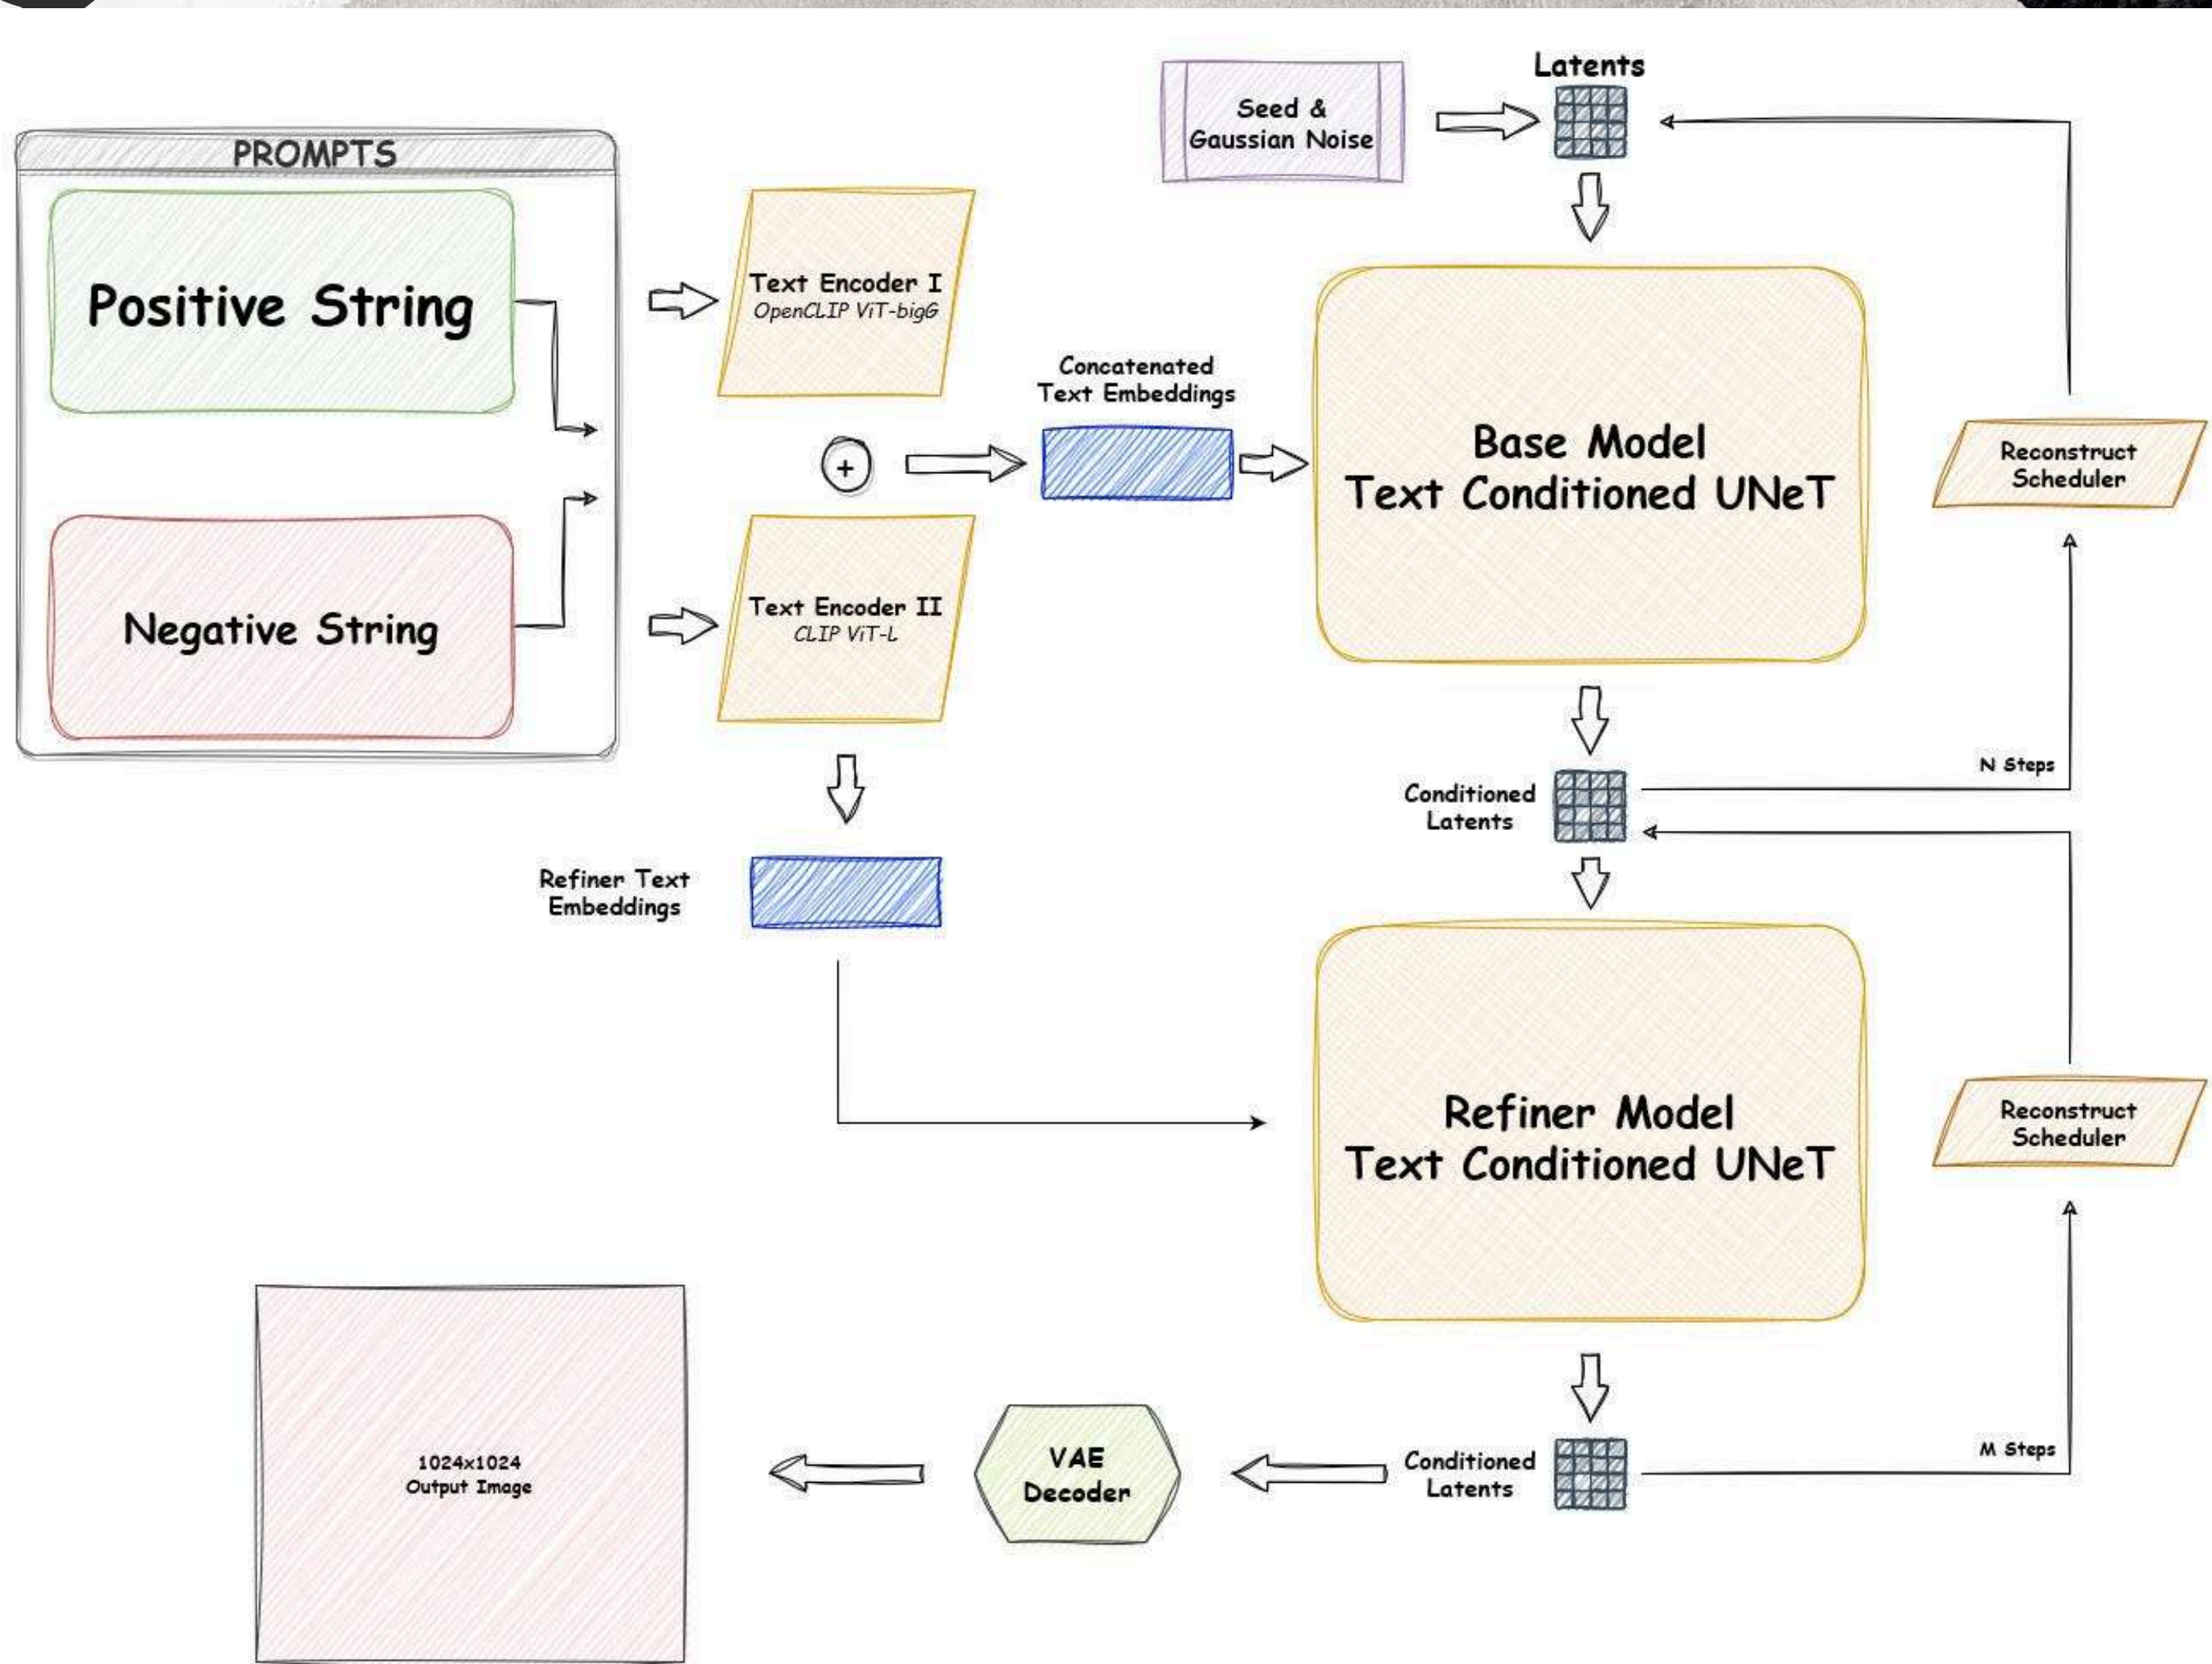 PROMPTS
Positive String
Negative String
Text Encoder I
OpenCLIP ViT-bigG
Text Encoder II
CLIP ViT-L
+
Concatenated
Text Embeddings
Refiner Text
Embeddings
Seed &
Gaussian Noise
Latents
Base Model
Text Conditioned UNeT
Reconstruct
Scheduler
N Steps
Conditioned
Latents
Refiner Model
Text Conditioned UNeT
Reconstruct
Scheduler
M Steps
Conditioned
Latents
VAE
Decoder
1024x1024
Output Image